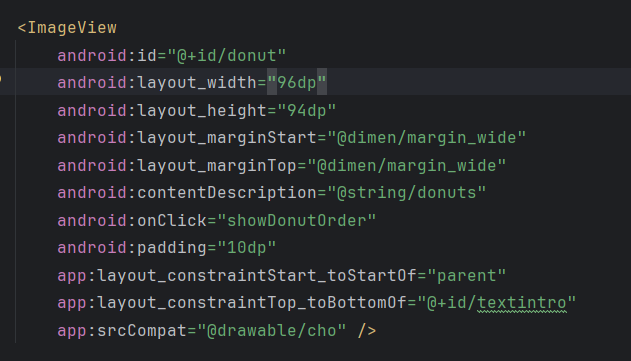 <ImageView
android:id="@+id/donut"
android:layout_width="96dp"
android:layout_height="94dp"
android:layout_marginStart="@dimen/margin_wide"
android:layout_marginTop="@dimen/margin_wide"
android:contentDescription="@string/donuts"
android:onClick="showDonutOrder"
android:padding="10dp"
app:layout_constraintStart_toStartOf="parent"
app:layout_constraintTop_toBottomOf="@+id/textintro"
app:srcCompat="@drawable/cho" />